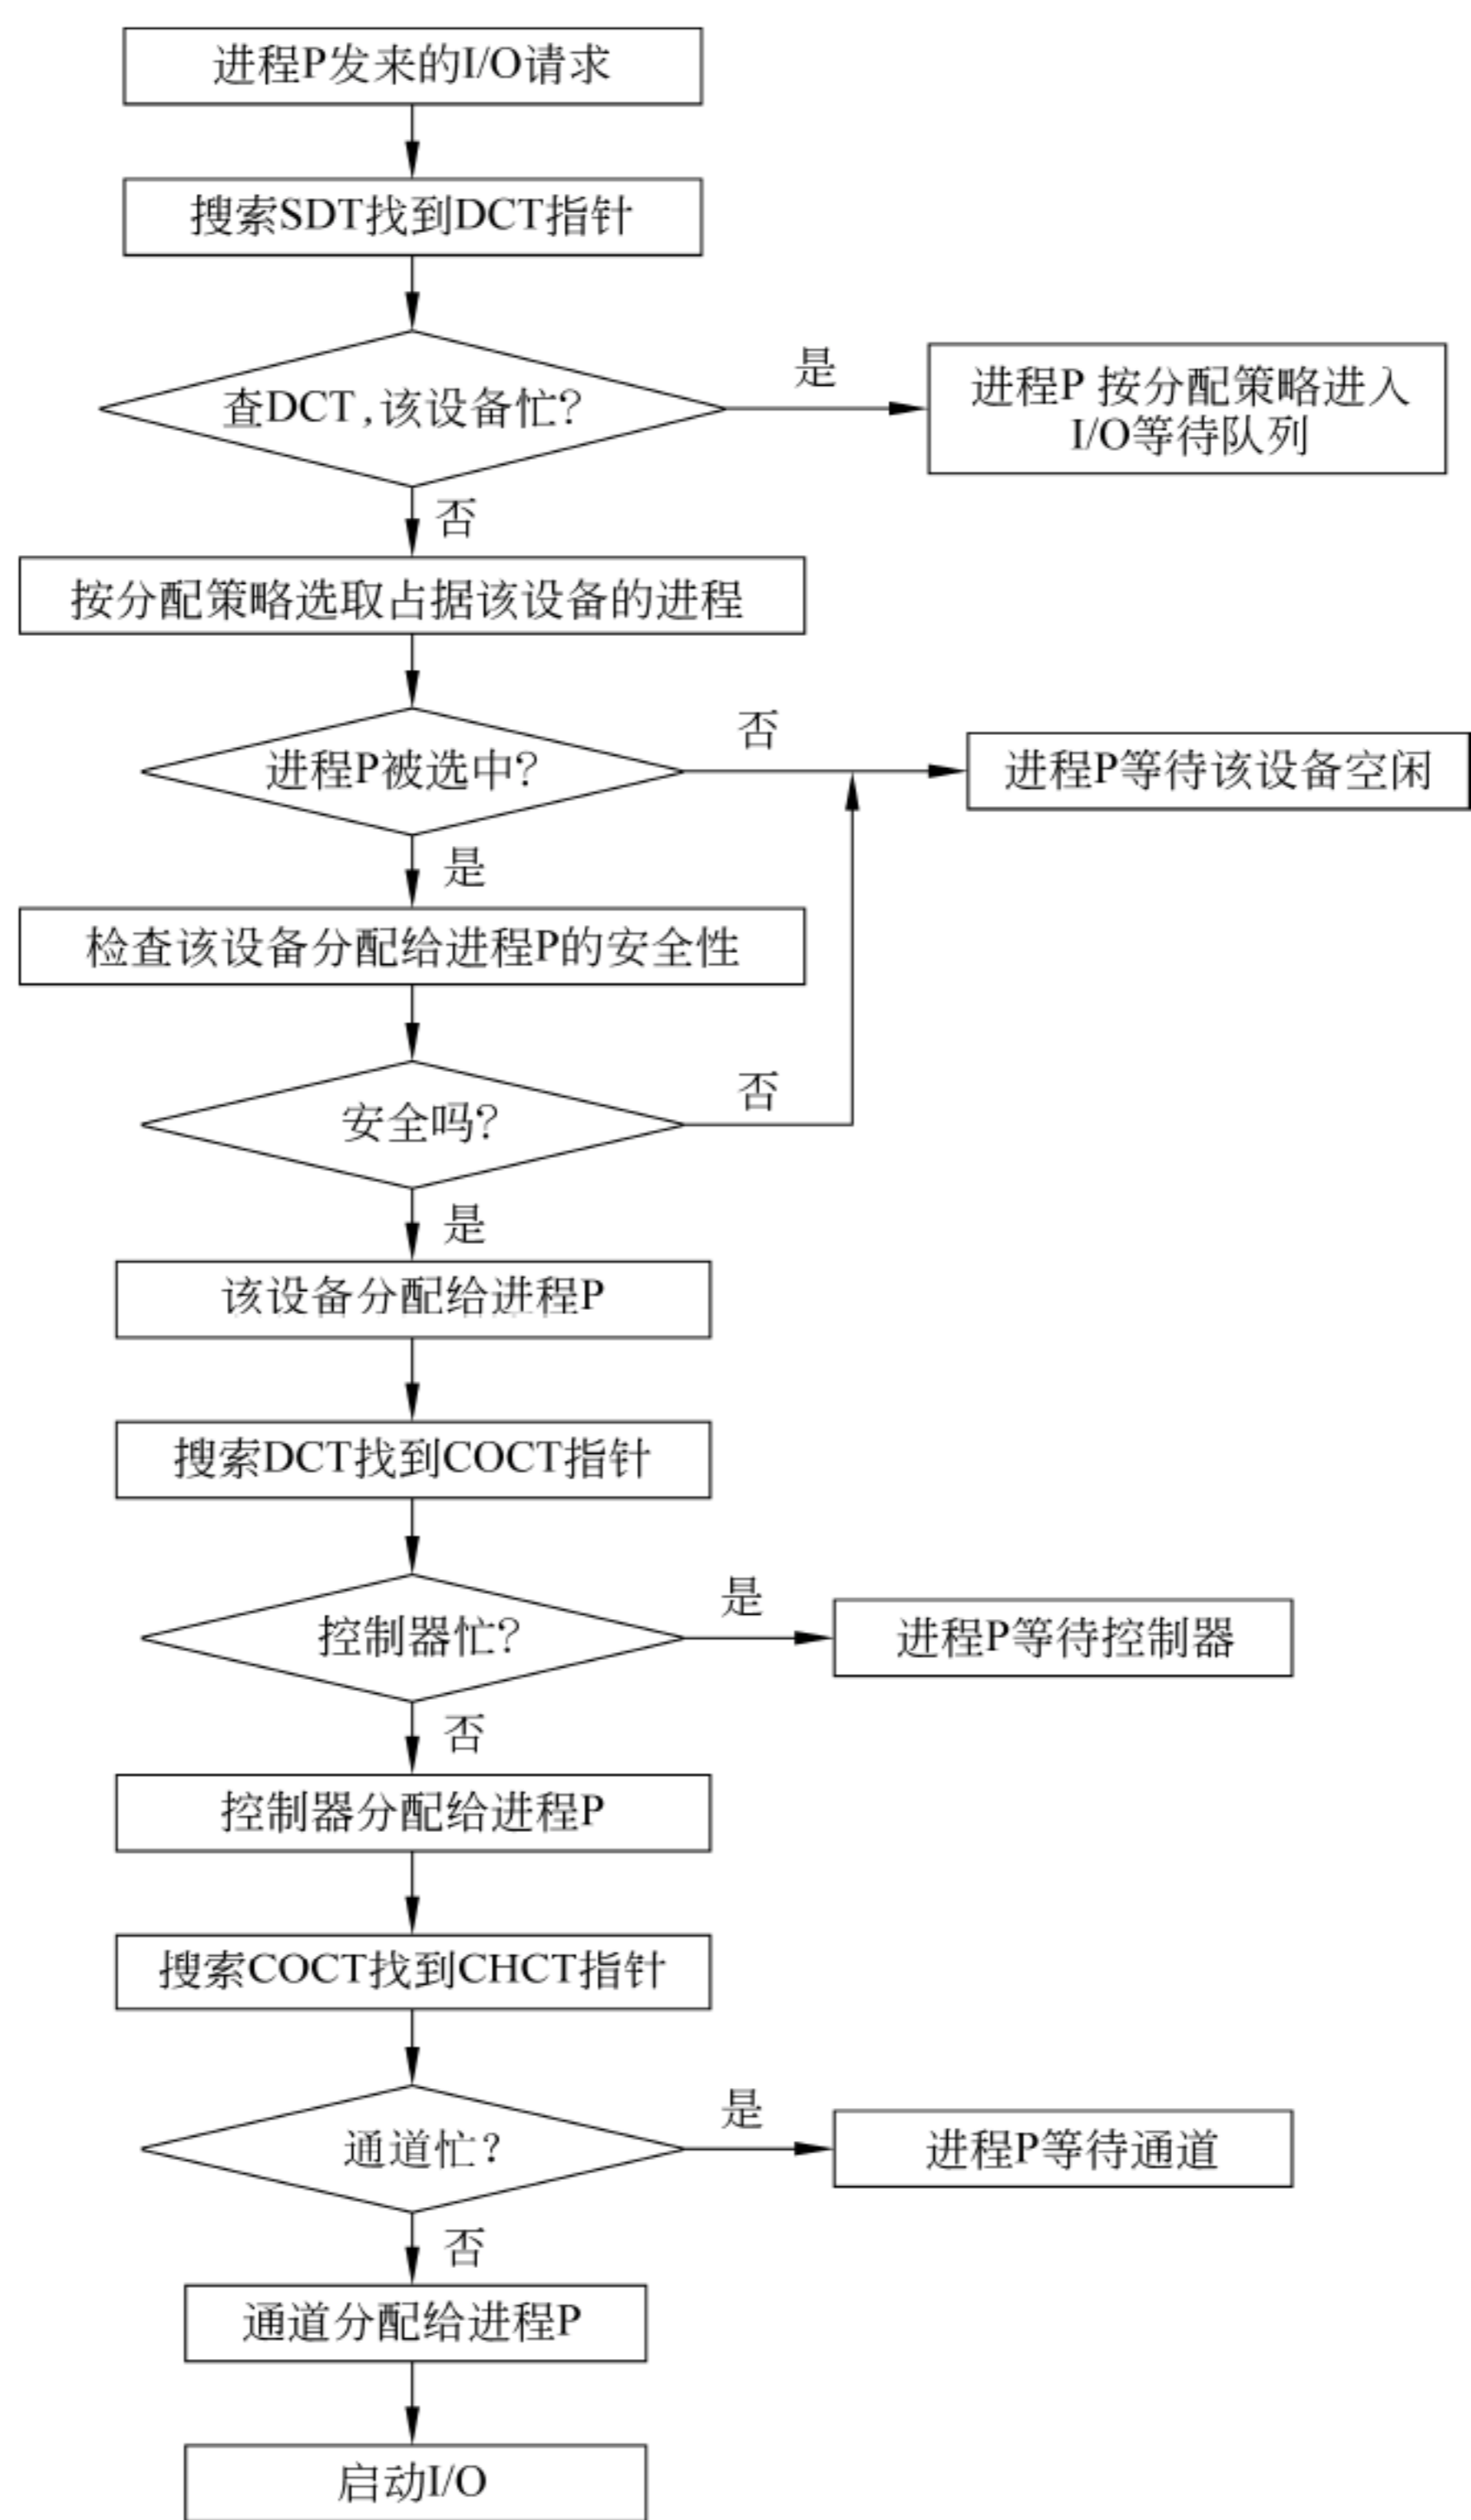 进程P发来的I/O请求
搜索SDT找到DCT指针
查DCT,该设备忙?
是
进程P 按分配策略进入
I/O等待队列
否
按分配策略选取占据该设备的进程
进程P被选中?
否
进程P等待该设备空闲
是
检查该设备分配给进程P的安全性
安全吗?
否
是
该设备分配给进程P
搜索DCT找到COCT指针
控制器忙?
是
进程P等待控制器
否
控制器分配给进程P
搜索COCT找到CHCT指针
通道忙?
是
进程P等待通道
否
通道分配给进程P
启动I/O